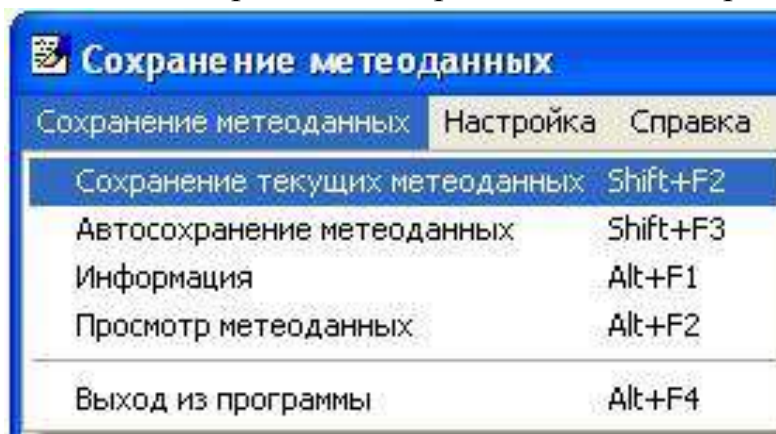 Сохранение метеоданных
Сохранение метеоданных Настройка Справка
Сохранение текущих метеоданных Shift+F2
Автосохранение метеоданных Shift+F3
Информация Alt+F1
Просмотр метеоданных Alt+F2
Выход из программы Alt+F4